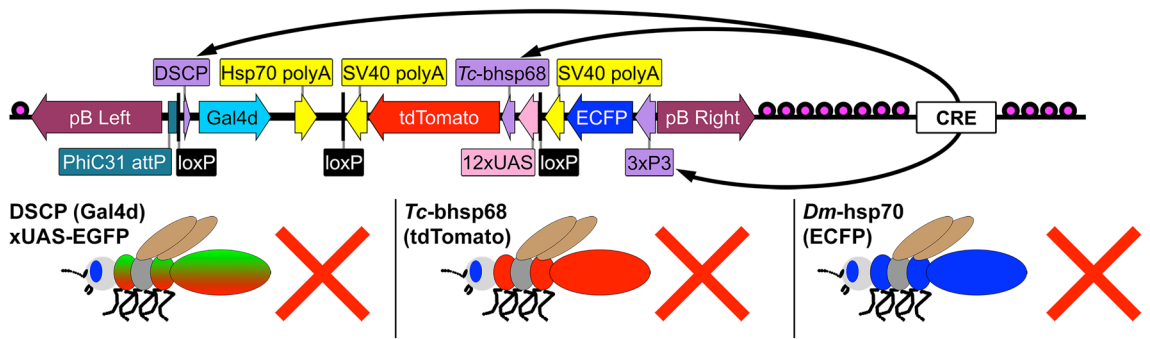 DSCP
Hsp70 polyA
SV40 polyA
Tc-bhsp68
SV40 polyA
pB Left
Gal4d
tdTomato
ECFP
pB Right
CRE
PhiC31 attP
loxP
loxP
12xUAS
loxP
3xP3
DSCP (Gal4d)
xUAS-EGFP
Tc-bhsp68
(tdTomato)
Dm-hsp70
(ECFP)